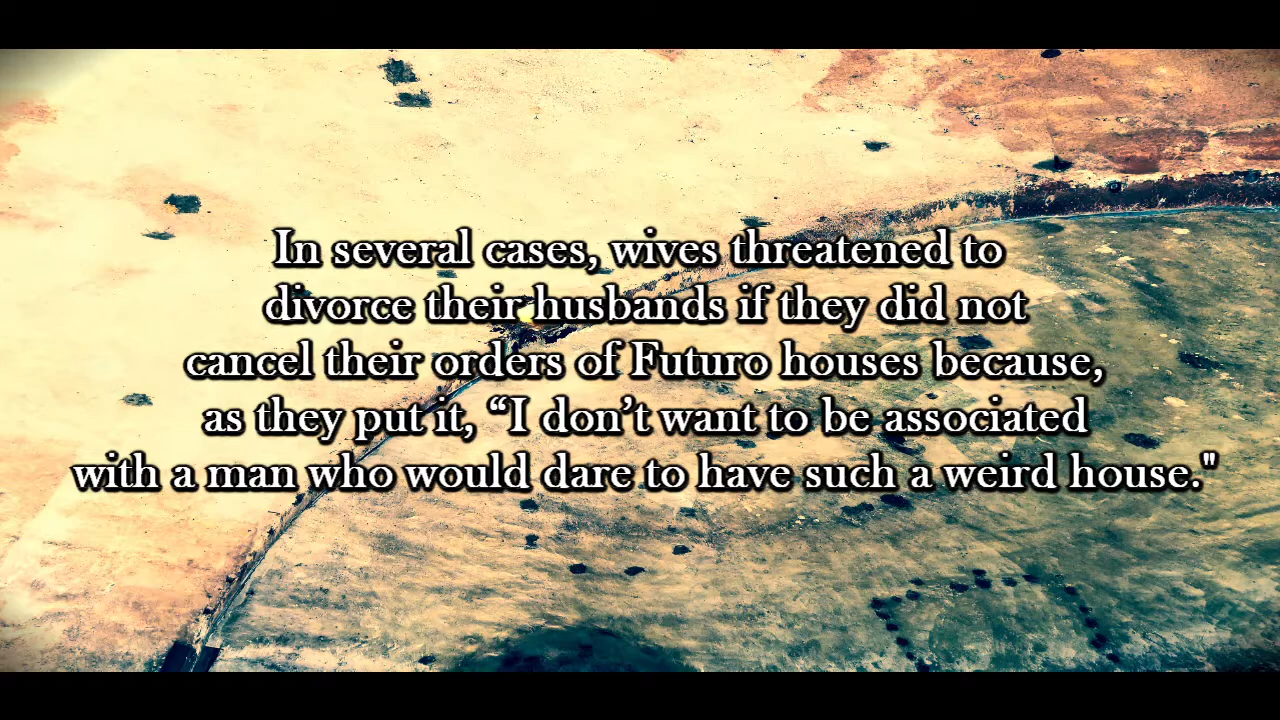 In several cases, wives threatened to
divorce their husbands if they did not
cancel their orders of Futuro houses because,
as they put it, “I don’t want to be associated
with a man who would dare to have such a weird house."